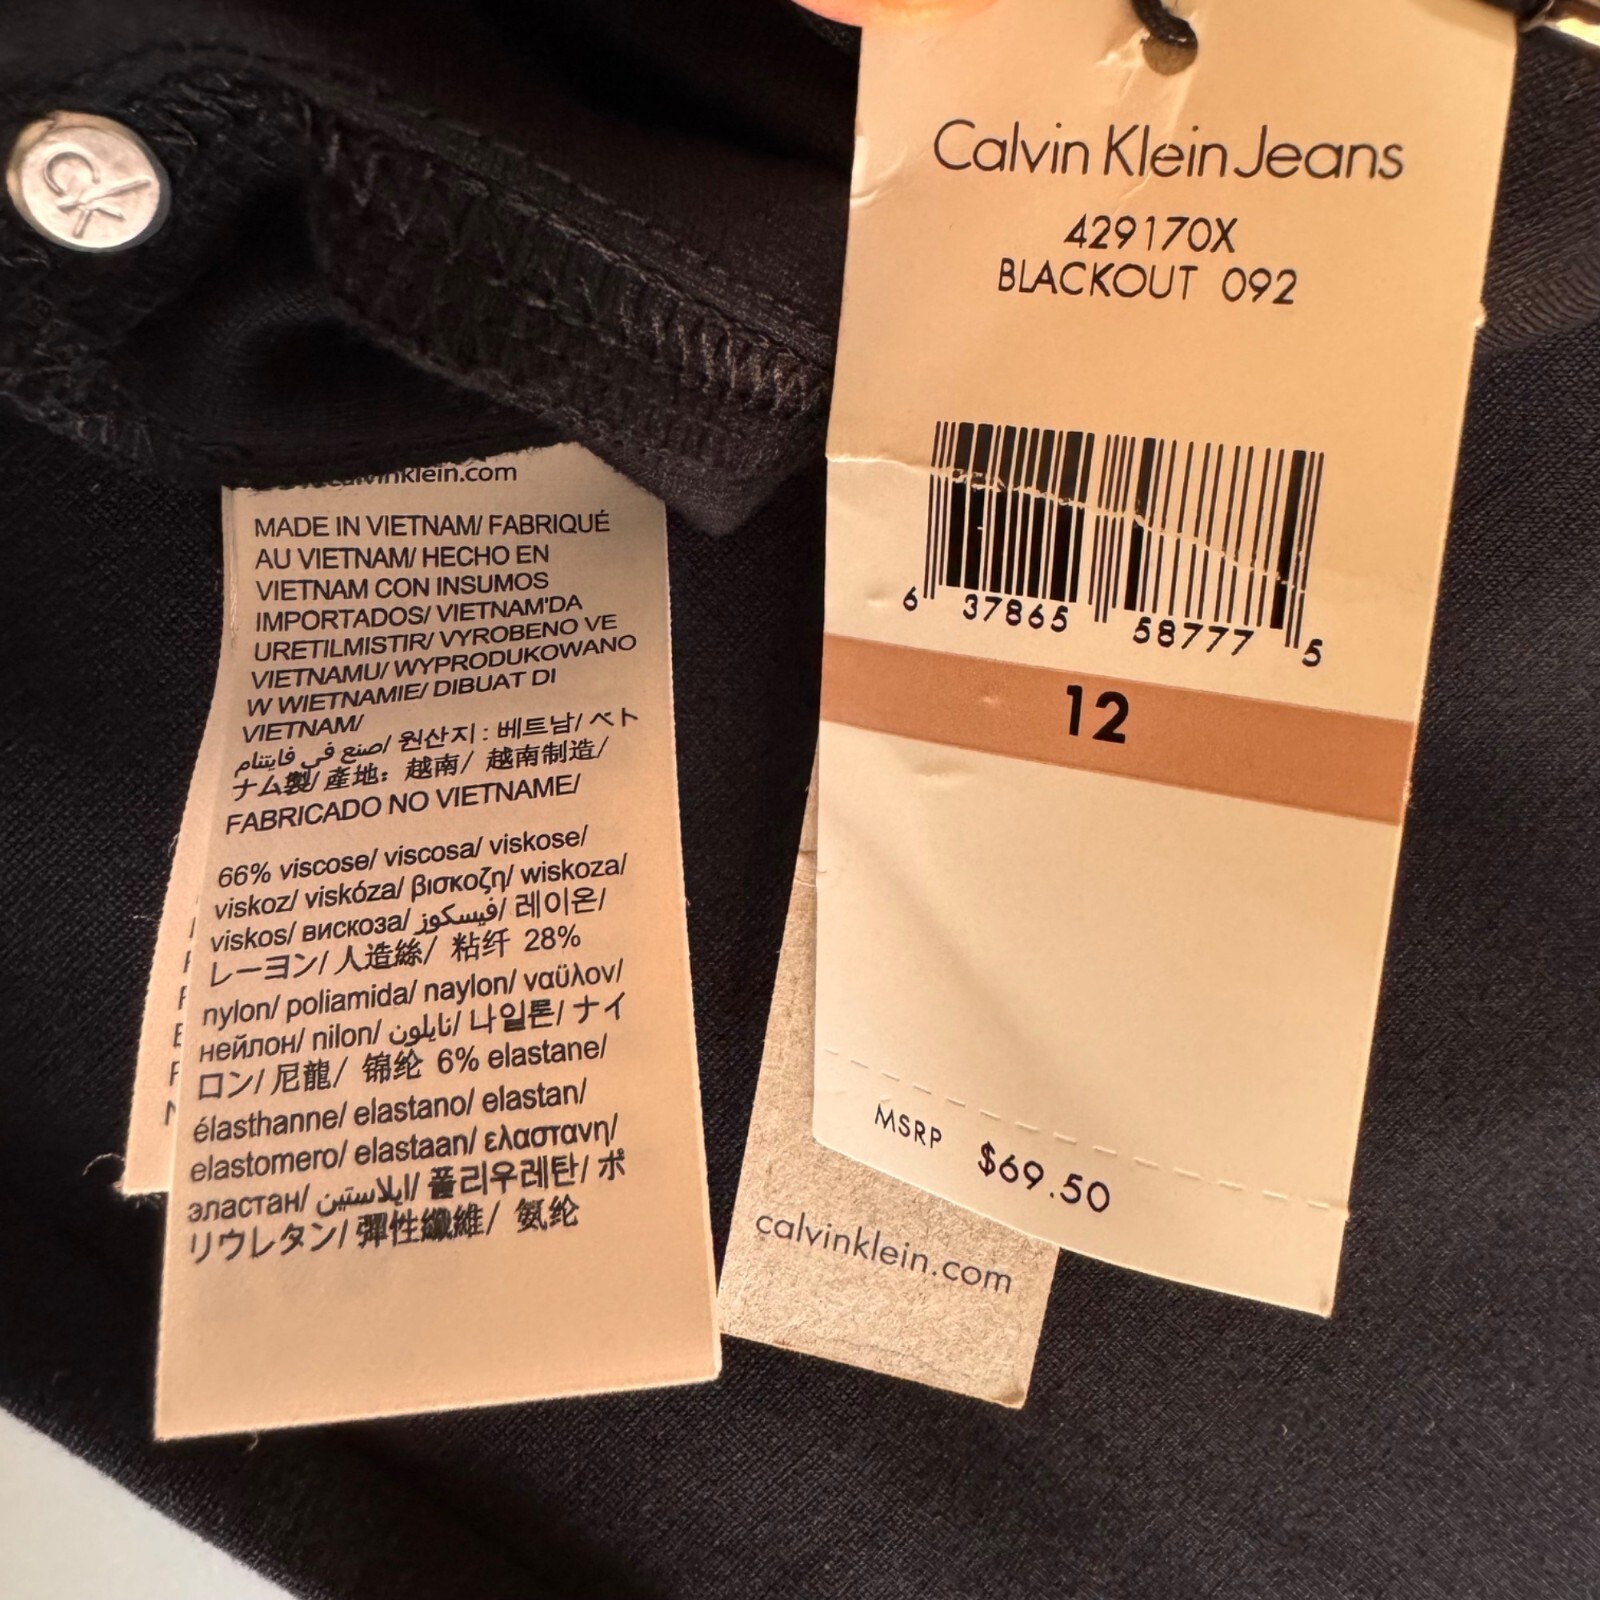 ck
calvinklein.com
MADE IN VIETNAM/ FABRIQUÉ
AU VIETNAM/ HECHO EN
VIETNAM CON INSUMOS
IMPORTADOS/ VIETNAM'DA
URETILMISTIR/ VYROBENO VE
VIETNAMU/ WYPRODUKOWANO
W WIETNAMIE/ DIBUAT DI
VIETNAM/
صنع في فايتنام/ 원산지 : 베트남/ ベト
ナム製/ 產地: 越南/ 越南制造/
FABRICADO NO VIETNAME/
66% viscose/ viscosa/ viskose/
viskoz/ viskóza/ βισκοζη/ wiskoza/
viskos/ вискоза/ فيسكوز/ 레이온/
レーヨン/ 人造絲/ 粘纤 28%
nylon/ poliamida/ naylon/ ναϋλον/
нейлон/ nilon/ نايلون/ 나일론/ ナイ
ロン/ 尼龍/ 锦纶 6% elastane/
élasthanne/ elastano/ elastan/
elastomero/ elastaan/ ελαστανη/
эластан/ ايلاستين/ 폴리우레탄/ ポ
リウレタン/ 彈性纖維/ 氨纶
Calvin Klein Jeans
429170X
BLACKOUT 092
6 37865 58777 5
12
MSRP $69.50
calvinklein.com